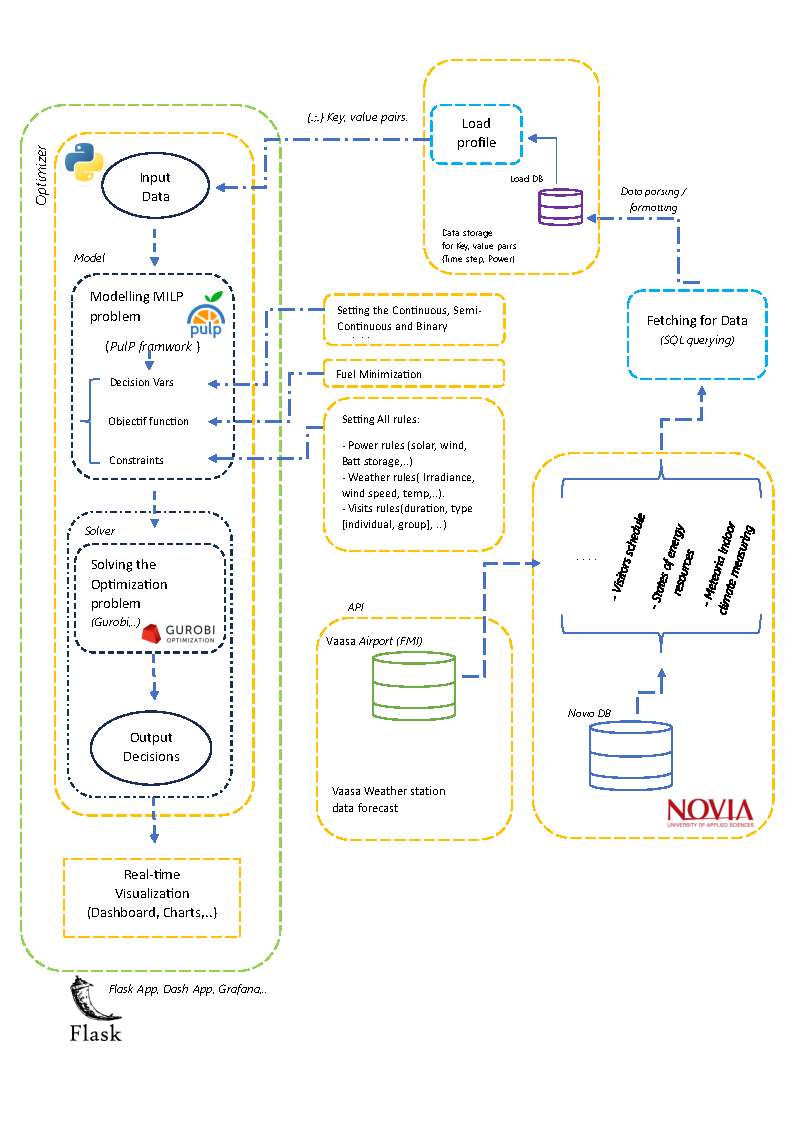 Optimizer
Input
Data
Model
Modelling MILP
problem
pulp
(PulP framwork )
Decision Vars
Objectif function
Constraints
Solver
Solving the
Optimization
problem
(Gurobi,..)
GUROBI
OPTIMIZATION
Output
Decisions
Real-time
Visualization
(Dashboard, Charts,..)
Flask App, Dash App, Grafana,..
Flask
{.:.} Key, value pairs.
Load
profile
Load DB
Data storage
for Key, value pairs
{Time step, Power}
Data parsing /
formatting
Fetching for Data
(SQL querying)
Setting the Continuous, Semi-
Continuous and Binary
Fuel Minimization
Setting All rules:
- Power rules (solar, wind,
Batt storage,..)
- Weather rules( Irradiance,
wind speed, temp,..).
- Visits rules(duration, type
[individual, group], ..)
API
Vaasa Airport (FMI)
Vaasa Weather station
data forecast
....
- Visitors schedule
- States of energy
resources
- Meteoria indoor
climate measuring
Novia DB
NOVIA
UNIVERSITY OF APPLIED SCIENCES